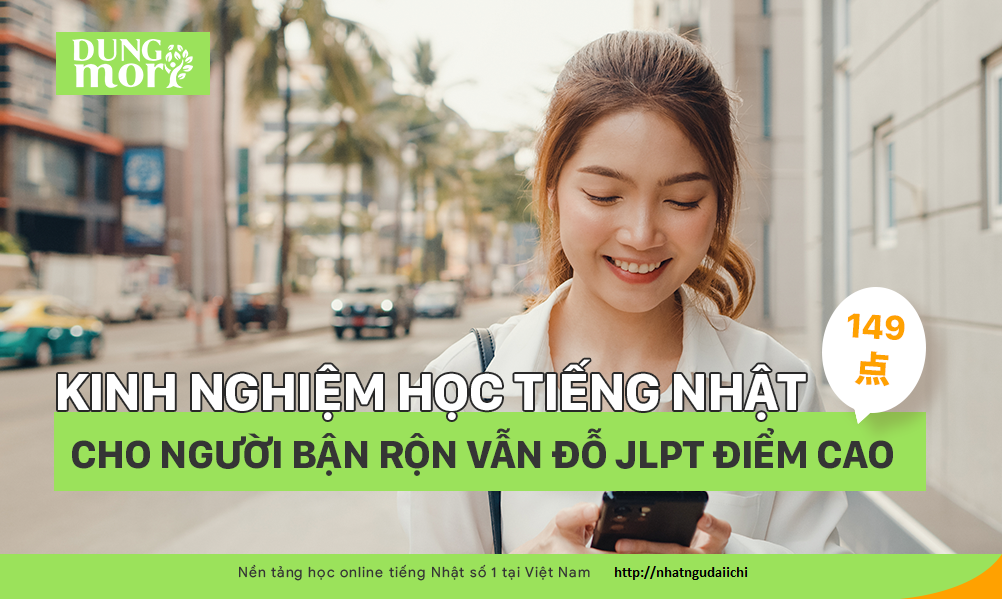 DUNG
mori
149
点
KINH NGHIỆM HỌC TIẾNG NHẬT
CHO NGƯỜI BẬN RỘN VẪN ĐỖ JLPT ĐIỂM CAO
Nền tảng học online tiếng Nhật số 1 tại Việt Nam http://nhatngudaiichi